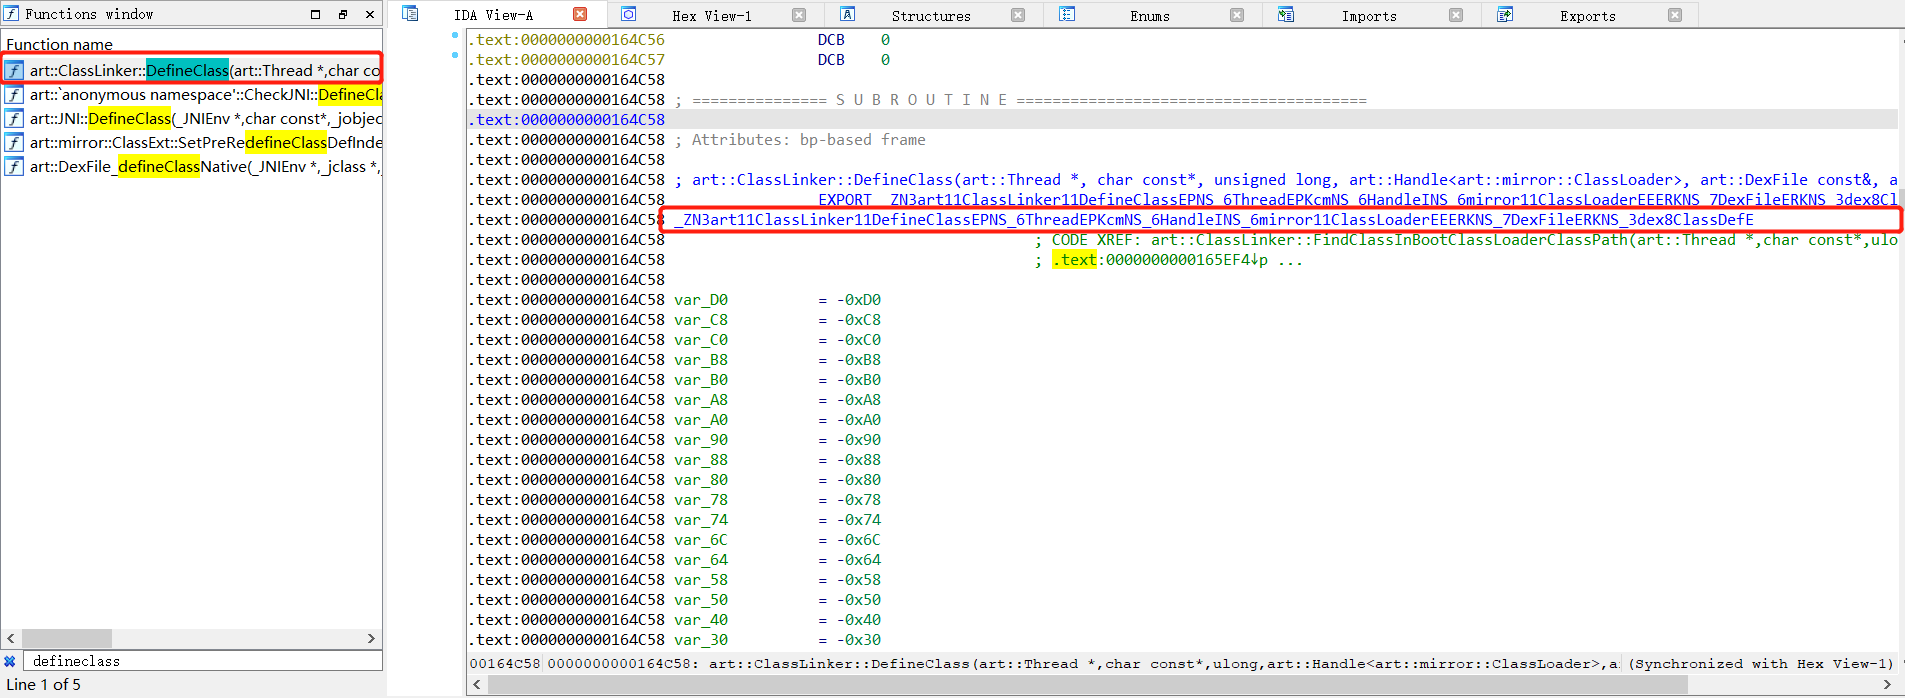 Functions window
Function name
art::ClassLinker::DefineClass(art::Thread *,char co
art::`anonymous namespace'::CheckJNI::DefineCla
art::JNI::DefineClass(_JNIEnv *,char const*,_jobjec
art::mirror::ClassExt::SetPreRedefineClassDefInde
art::DexFile_defineClassNative(_JNIEnv *,_jclass *,
defineclass
Line 1 of 5
IDA View-A Hex View-1 Structures Enums Imports Exports
.text:0000000000164C56 DCB 0
.text:0000000000164C57 DCB 0
.text:0000000000164C58
.text:0000000000164C58 ; =============== S U B R O U T I N E =======================================
.text:0000000000164C58
.text:0000000000164C58 ; Attributes: bp-based frame
.text:0000000000164C58
.text:0000000000164C58 ; art::ClassLinker::DefineClass(art::Thread *, char const*, unsigned long, art::Handle<art::mirror::ClassLoader>, art::DexFile const&, a
.text:0000000000164C58 EXPORT _ZN3art11ClassLinker11DefineClassEPNS_6ThreadEPKcmNS_6HandleINS_6mirror11ClassLoaderEEERKNS_7DexFileERKNS_3dex8Cl
.text:0000000000164C58 _ZN3art11ClassLinker11DefineClassEPNS_6ThreadEPKcmNS_6HandleINS_6mirror11ClassLoaderEEERKNS_7DexFileERKNS_3dex8ClassDefE
.text:0000000000164C58 ; CODE XREF: art::ClassLinker::FindClassInBootClassLoaderClassPath(art::Thread *,char const*,ulo
.text:0000000000164C58 ; .text:0000000000165EF4↓p ...
.text:0000000000164C58
.text:0000000000164C58 var_D0 = -0xD0
.text:0000000000164C58 var_C8 = -0xC8
.text:0000000000164C58 var_C0 = -0xC0
.text:0000000000164C58 var_B8 = -0xB8
.text:0000000000164C58 var_B0 = -0xB0
.text:0000000000164C58 var_A8 = -0xA8
.text:0000000000164C58 var_A0 = -0xA0
.text:0000000000164C58 var_90 = -0x90
.text:0000000000164C58 var_88 = -0x88
.text:0000000000164C58 var_80 = -0x80
.text:0000000000164C58 var_78 = -0x78
.text:0000000000164C58 var_74 = -0x74
.text:0000000000164C58 var_6C = -0x6C
.text:0000000000164C58 var_64 = -0x64
.text:0000000000164C58 var_58 = -0x58
.text:0000000000164C58 var_50 = -0x50
.text:0000000000164C58 var_40 = -0x40
.text:0000000000164C58 var_30 = -0x30
00164C58 0000000000164C58: art::ClassLinker::DefineClass(art::Thread *,char const*,ulong,art::Handle<art::mirror::ClassLoader>,a (Synchronized with Hex View-1)